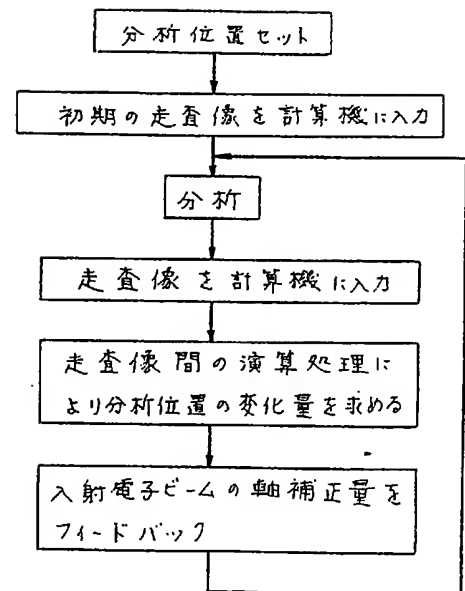 分析位置セット
初期の走査像を計算機に入力
分析
走査像を計算機に入力
走査像間の演算処理に
より分析位置の変化量を求める
入射電子ビームの軸補正量を
フィードバック